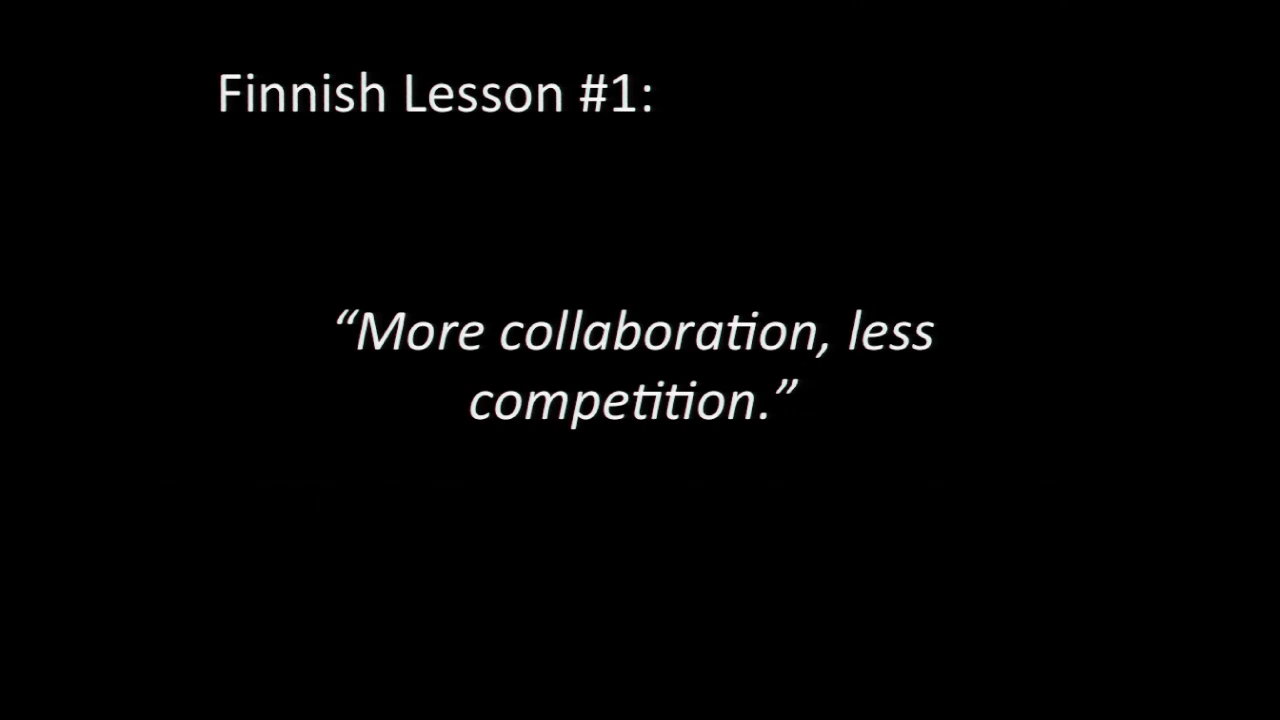 Finnish Lesson #1:
“More collaboration, less
competition.”